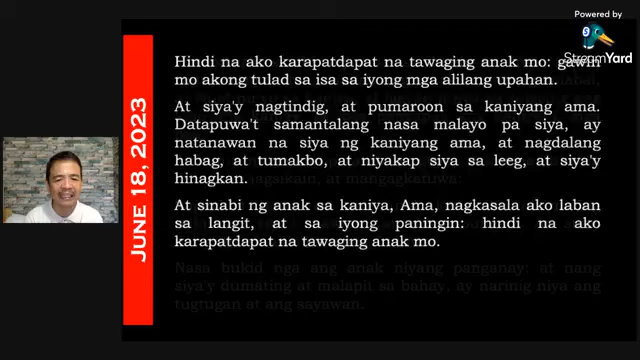 Powered by
StreamYard
JUNE 18, 2023
Hindi na ako karapatdapat na tawaging anak mo: gawin
mo akong tulad sa isa sa iyong mga alilang upahan.
At siya'y nagtindig, at pumaroon sa kaniyang ama.
Datapuwa't samantalang nasa malayo pa siya, ay
natanawan na siya ng kaniyang ama, at nagdalang
habag, at tumakbo, at niyakap siya sa leeg, at siya'y
hinagkan.
At sinabi ng anak sa kaniya, Ama, nagkasala ako laban
sa langit, at sa iyong paningin: hindi na ako
karapatdapat na tawaging anak mo.
Nasa bukid nga ang anak niyang panganay: at nang
siya'y dumating at malapit sa bahay, ay narinig niya ang
tugtugan at ang sayawan.